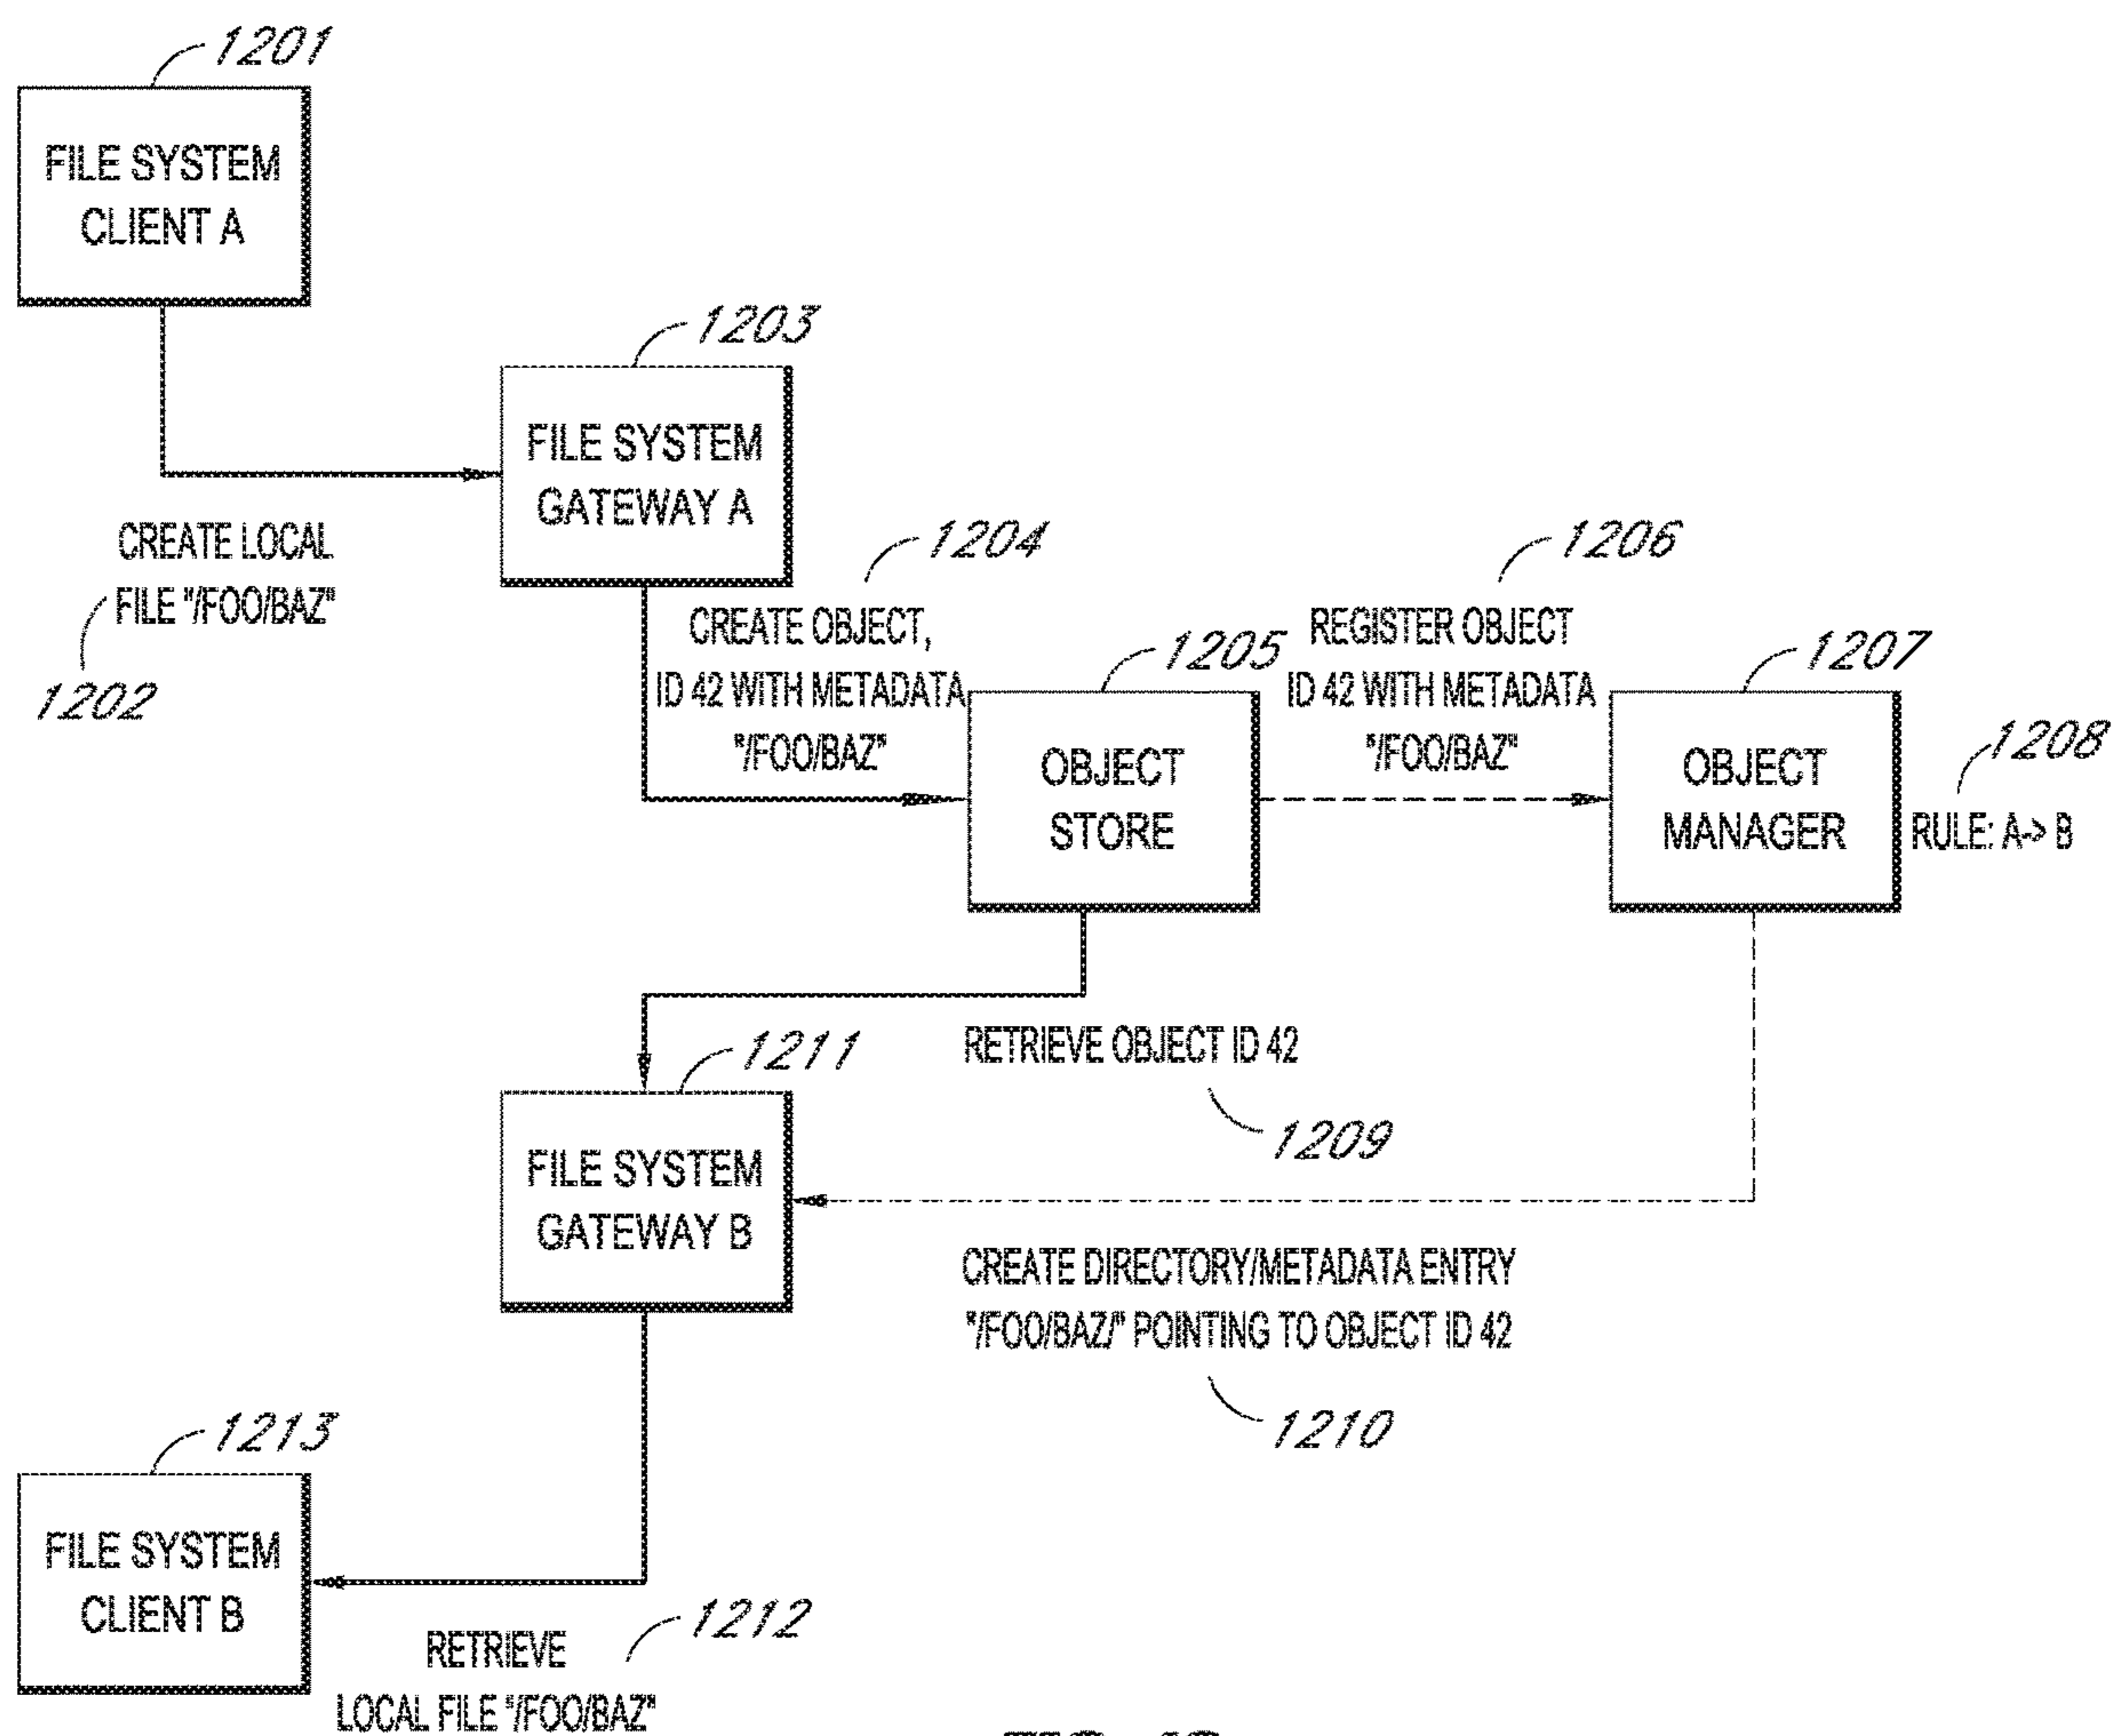 1201
FILE SYSTEM
CLIENT A
1203
FILE SYSTEM
GATEWAY A
CREATE LOCAL
FILE "/FOO/BAZ"
1202
1204
CREATE OBJECT,
ID 42 WITH METADATA
"/FOO/BAZ"
1205
OBJECT
STORE
1206
REGISTER OBJECT
ID 42 WITH METADATA
"/FOO/BAZ"
1207
OBJECT
MANAGER
1208
RULE: A-> B
RETRIEVE OBJECT ID 42
1209
1211
FILE SYSTEM
GATEWAY B
CREATE DIRECTORY/METADATA ENTRY
"/FOO/BAZ/" POINTING TO OBJECT ID 42
1210
1213
FILE SYSTEM
CLIENT B
1212
RETRIEVE
LOCAL FILE "/FOO/BAZ"